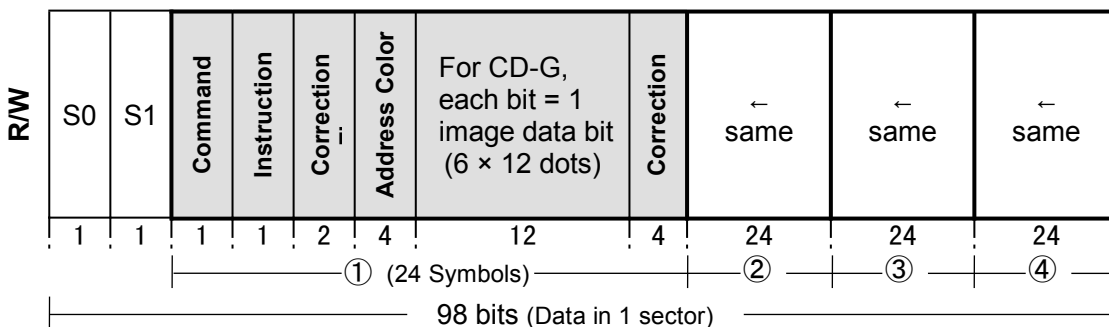 R/W
S0
S1
Command
Instruction
Correction
i
Address Color
For CD-G,
each bit = 1
image data bit
(6 × 12 dots)
Correction
←
same
←
same
←
same
1 1 1 1 2 4 12 4 24 24 24
① (24 Symbols) ② ③ ④
98 bits (Data in 1 sector)